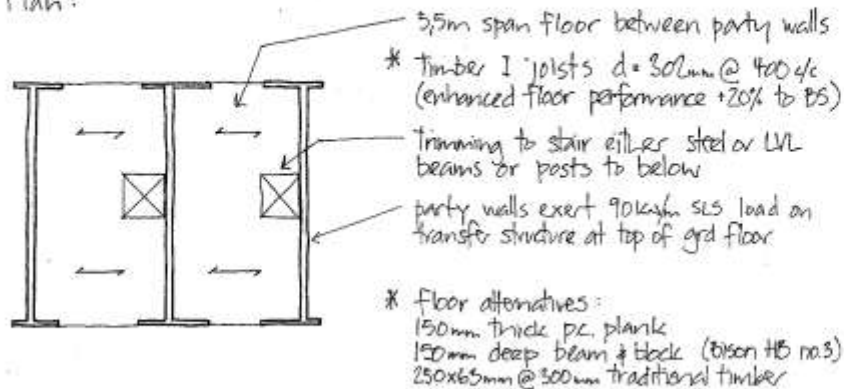 Plan:
5,5m span floor between party walls
* Timber I joists d=302mm @ 400 c/c
(enhanced floor performance +20% to BS)
Trimming to stair either steel or LVL
beams or posts to below
party walls exert 90kN/m SLS load on
transfer structure at top of grd floor
* Floor alternatives:
150mm thick p.c. plank
150mm deep beam & block (Bison HB no.3)
250x63mm @ 300mm traditional timber